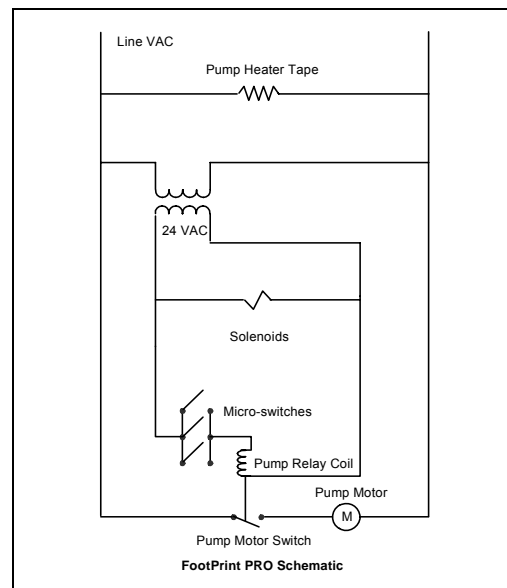 Line VAC
Pump Heater Tape
24 VAC
Solenoids
Micro-switches
Pump Relay Coil
Pump Motor
M
Pump Motor Switch
FootPrint PRO Schematic